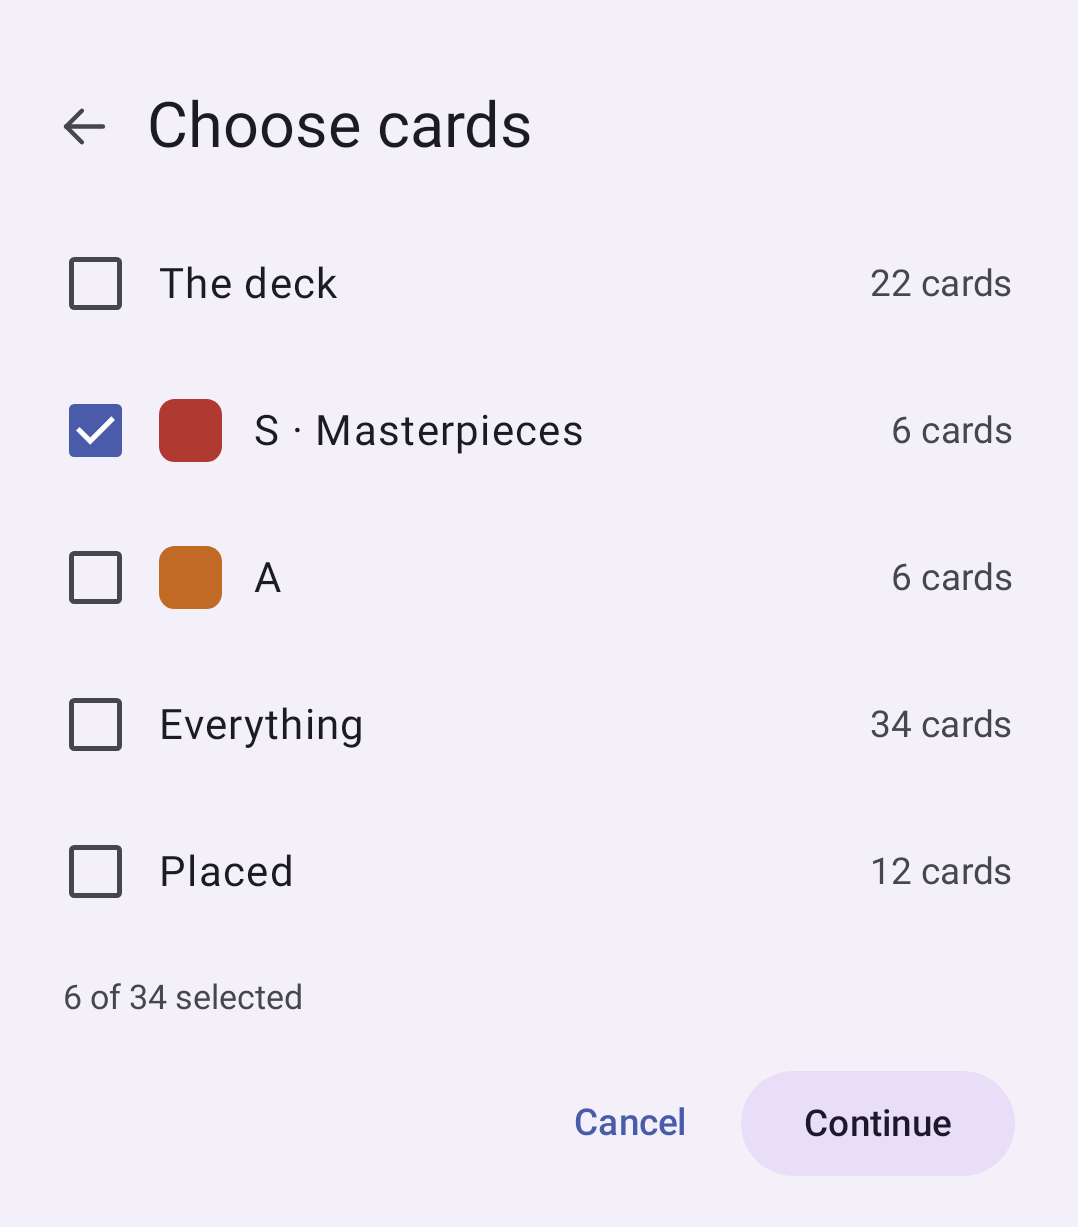 Choose cards
The deck 22 cards
S · Masterpieces 6 cards
A 6 cards
Everything 34 cards
Placed 12 cards
6 of 34 selected
Cancel Continue